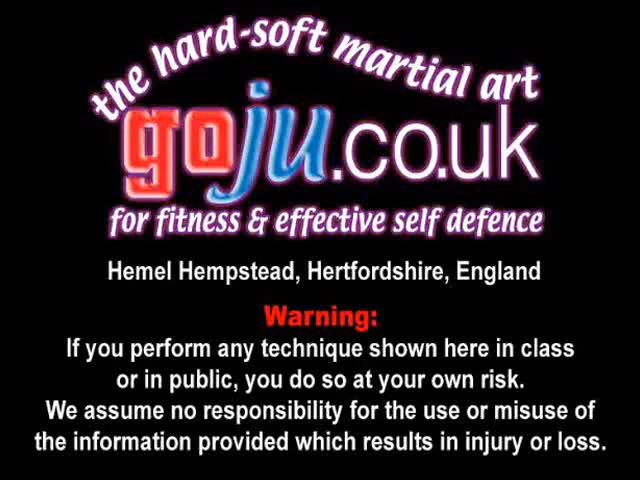 the hard-soft martial art
goju.co.uk
for fitness & effective self defence
Hemel Hempstead, Hertfordshire, England
Warning:
If you perform any technique shown here in class
or in public, you do so at your own risk.
We assume no responsibility for the use or misuse of
the information provided which results in injury or loss.